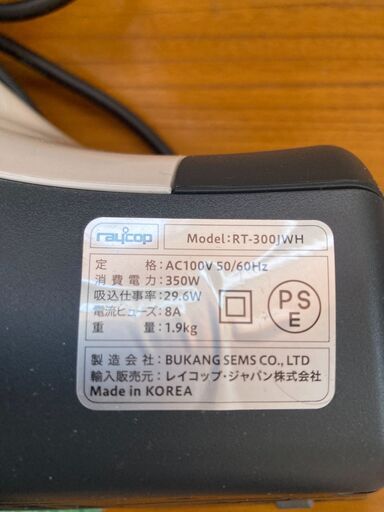 raycop Model:RT-300JWH
定格:AC100V 50/60Hz
消費電力:350W
吸込仕事率:29.6W
電流ヒューズ:8A
重量:1.9kg
PS
E
製造会社:BUKANG SEMS CO., LTD
輸入販売元:レイコップ・ジャパン株式会社
Made in KOREA